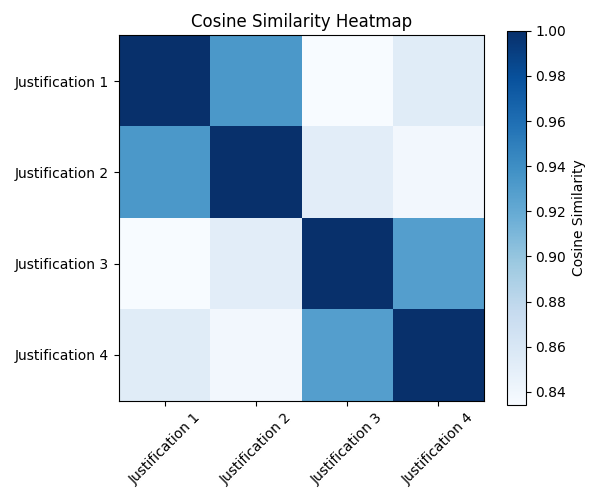 Cosine Similarity Heatmap
Justification 1
Justification 2
Justification 3
Justification 4
Justification 1
Justification 2
Justification 3
Justification 4
1.00
0.98
0.96
0.94
0.92
0.90
0.88
0.86
0.84
Cosine Similarity